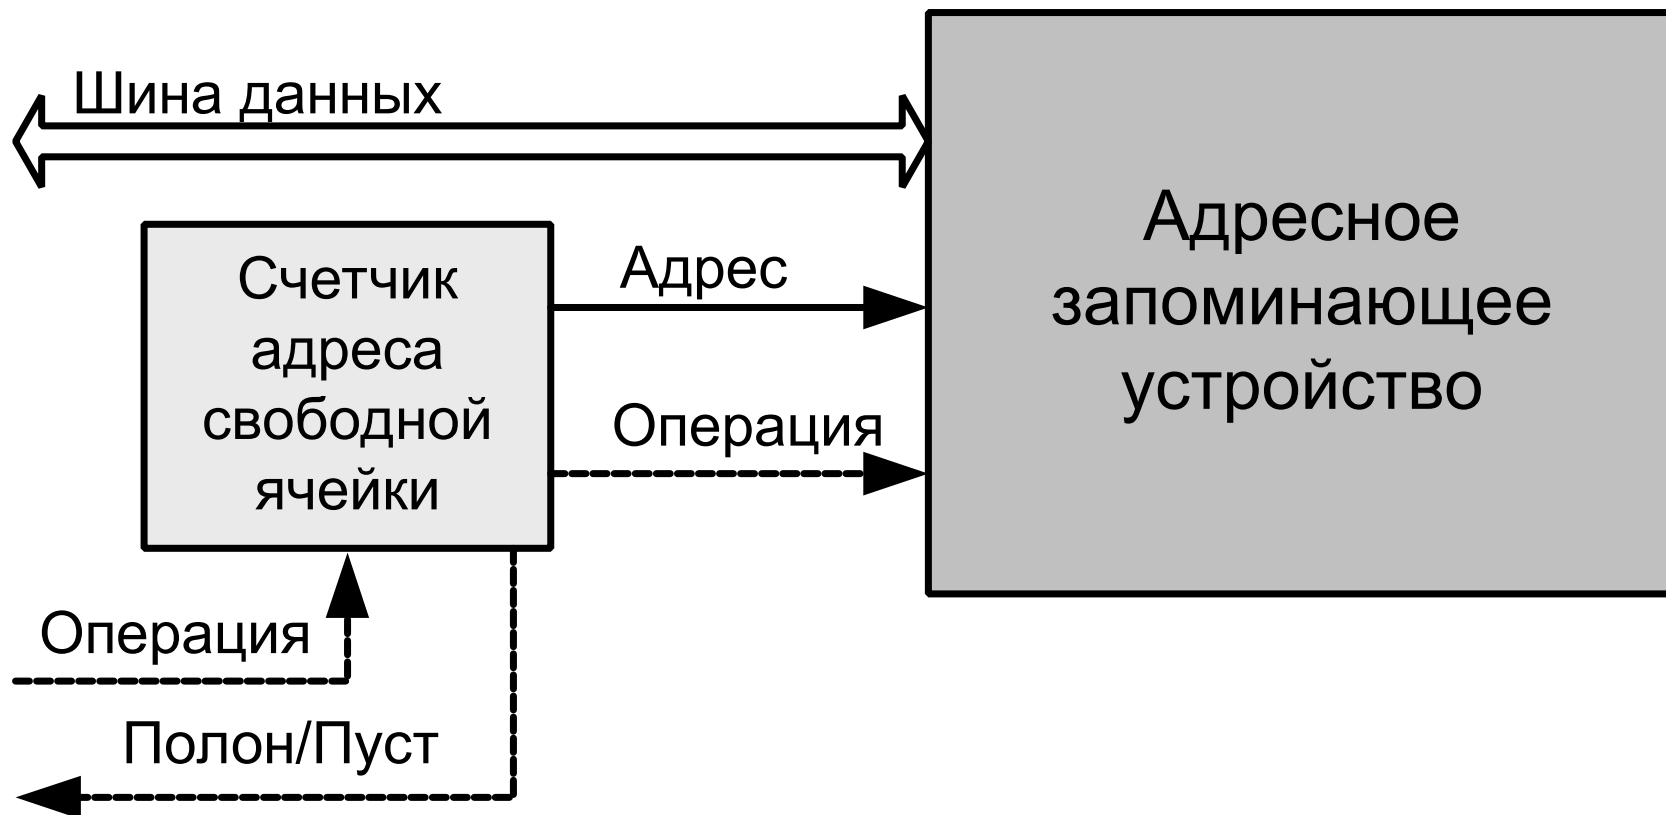 Шина данных
Счетчик
адреса
свободной
ячейки
Адрес
Операция
Адресное
запоминающее
устройство
Операция
Полон/Пуст